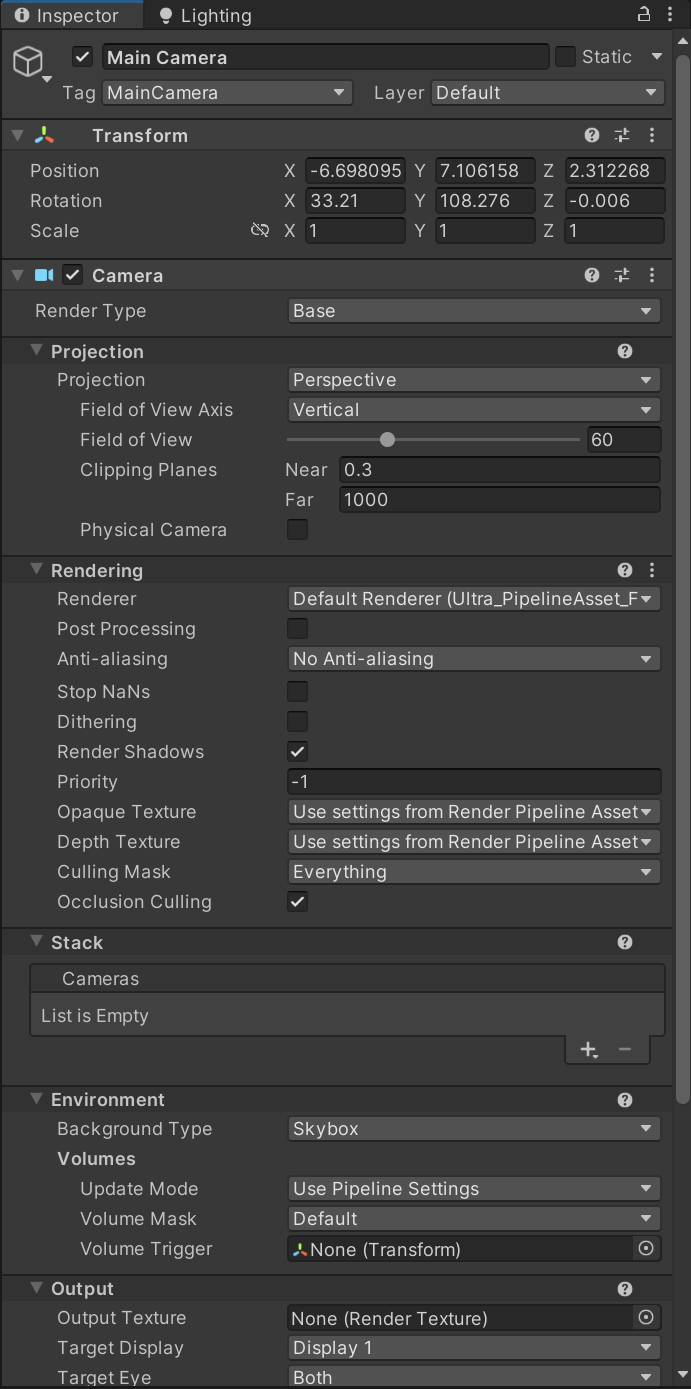 Inspector Lighting
Main Camera Static
Tag MainCamera Layer Default
Transform
Position X -6.698095 Y 7.106158 Z 2.312268
Rotation X 33.21 Y 108.276 Z -0.006
Scale X 1 Y 1 Z 1
Camera
Render Type Base
Projection
Projection Perspective
Field of View Axis Vertical
Field of View 60
Clipping Planes Near 0.3
Far 1000
Physical Camera
Rendering
Renderer Default Renderer (Ultra_PipelineAsset_F
Post Processing
Anti-aliasing No Anti-aliasing
Stop NaNs
Dithering
Render Shadows
Priority -1
Opaque Texture Use settings from Render Pipeline Asset
Depth Texture Use settings from Render Pipeline Asset
Culling Mask Everything
Occlusion Culling
Stack
Cameras
List is Empty
Environment
Background Type Skybox
Volumes
Update Mode Use Pipeline Settings
Volume Mask Default
Volume Trigger None (Transform)
Output
Output Texture None (Render Texture)
Target Display Display 1
Target Eye Both